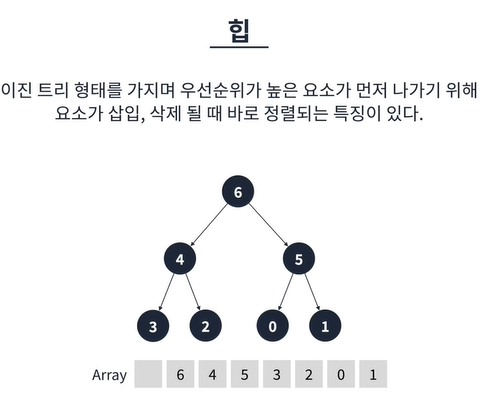 힙
이진 트리 형태를 가지며 우선순위가 높은 요소가 먼저 나가기 위해
요소가 삽입, 삭제 될 때 바로 정렬되는 특징이 있다.
6
4 5
3 2 0 1
Array 6 4 5 3 2 0 1